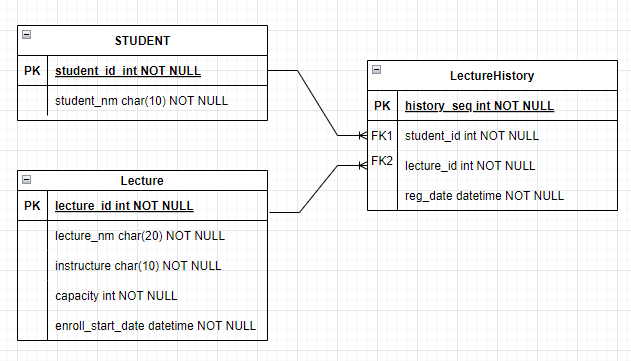 STUDENT
PK student_id int NOT NULL
student_nm char(10) NOT NULL
Lecture
PK lecture_id int NOT NULL
lecture_nm char(20) NOT NULL
instructure char(10) NOT NULL
capacity int NOT NULL
enroll_start_date datetime NOT NULL
LectureHistory
PK history_seq int NOT NULL
FK1 student_id int NOT NULL
FK2 lecture_id int NOT NULL
reg_date datetime NOT NULL